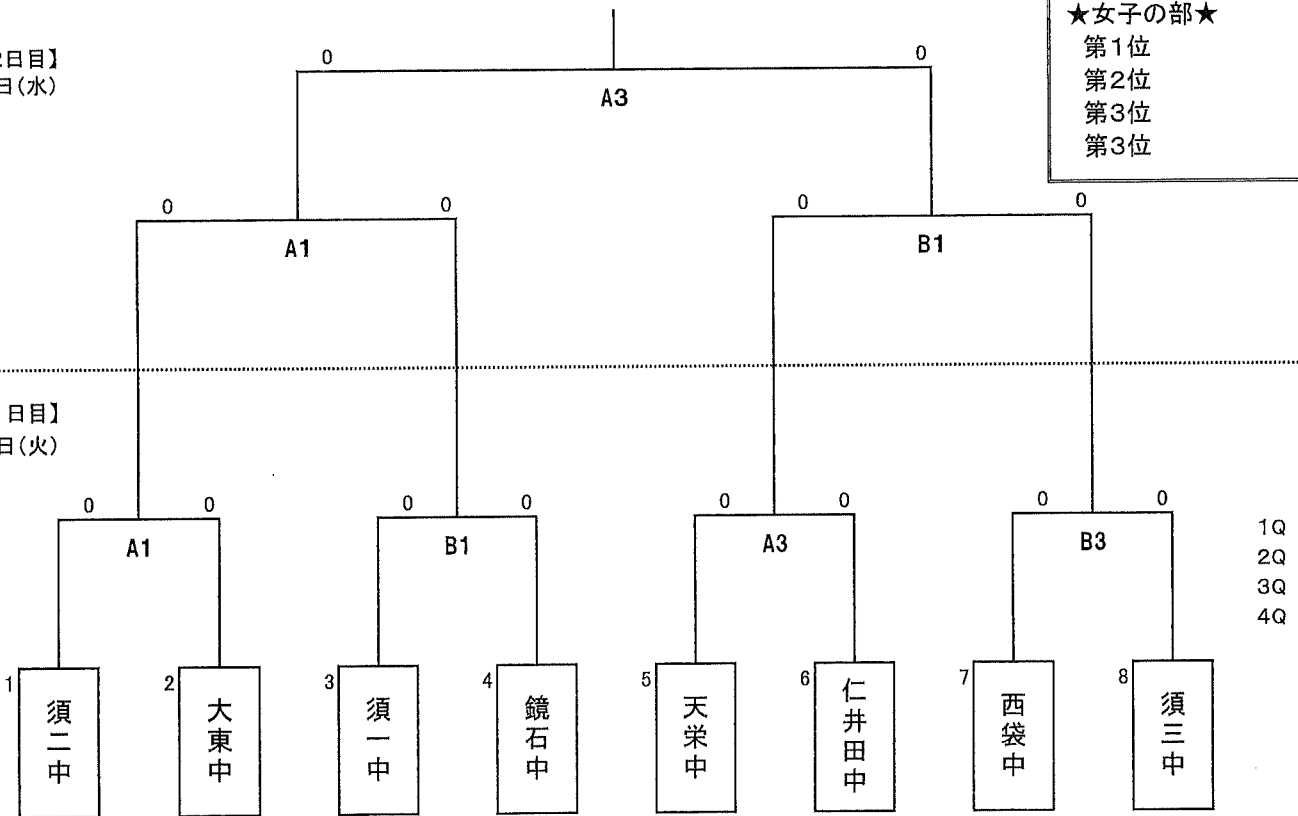 ★女子の部★
第1位
第2位
第3位
第3位
2日目】
日(水)
0 0
A3
0 0 0 0
A1 B1
日目】
日(火)
0 0 0 0 0 0 0 0
A1 B1 A3 B3
1Q
2Q
3Q
4Q
1 須二中
2 大東中
3 須一中
4 鏡石中
5 天栄中
6 仁井田中
7 西袋中
8 須三中